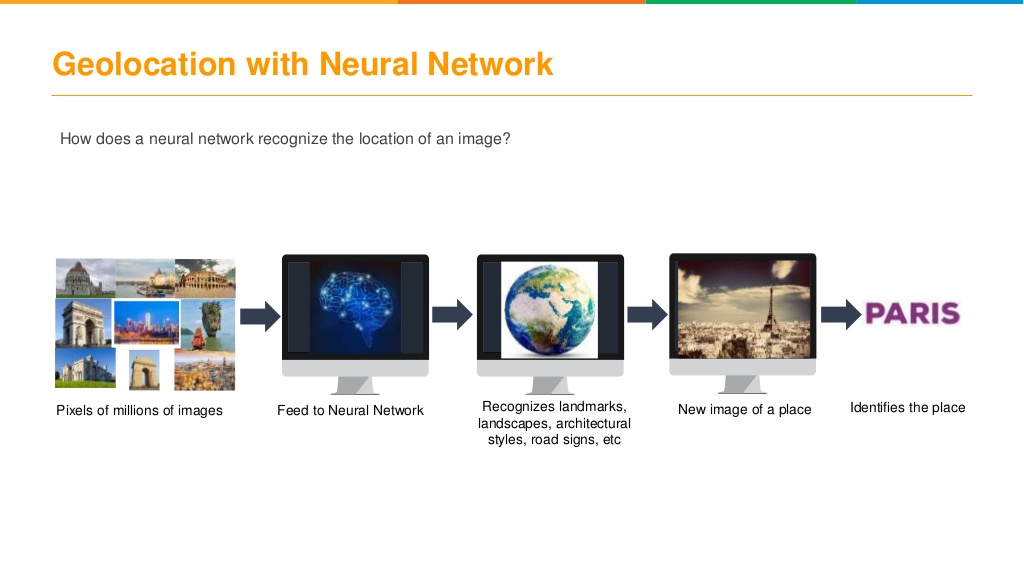 Geolocation with Neural Network
How does a neural network recognize the location of an image?
PARIS
Pixels of millions of images
Feed to Neural Network
Recognizes landmarks,
landscapes, architectural
styles, road signs, etc
New image of a place
Identifies the place